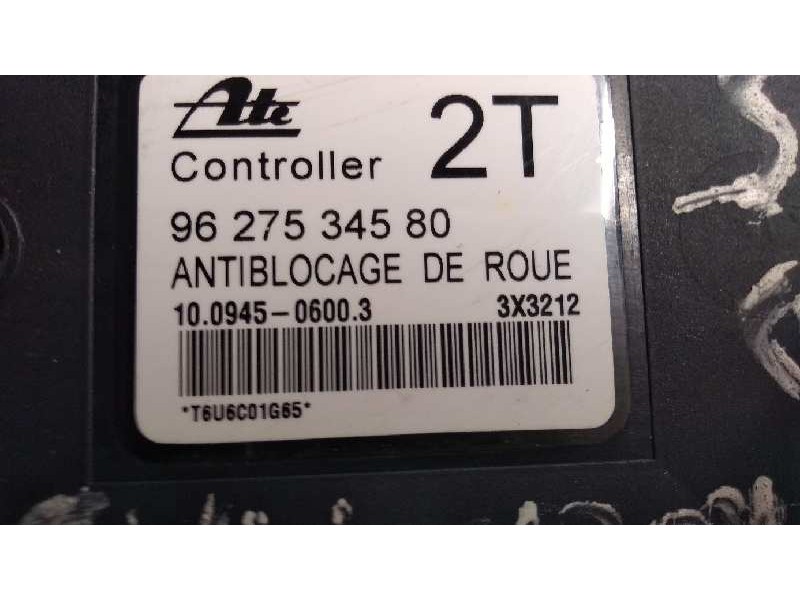 Ate
Controller 2T
96 275 345 80
ANTIBLOCAGE DE ROUE
10.0945-0600.3 3X3212
*T6U6C01G65*